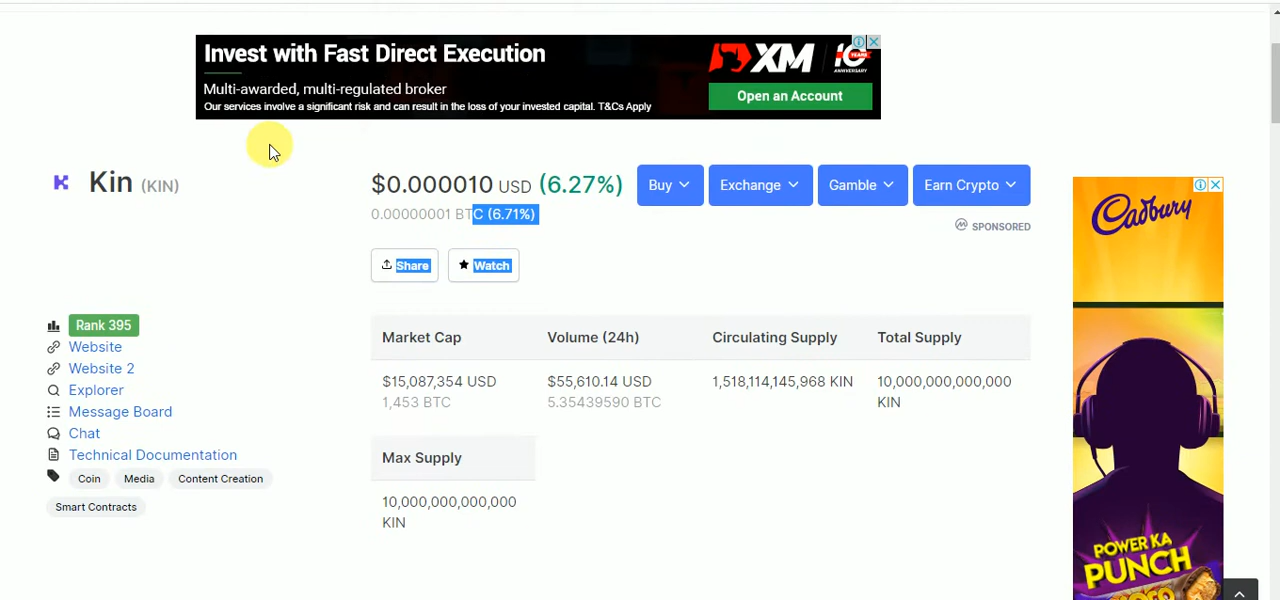 Invest with Fast Direct Execution
Multi-awarded, multi-regulated broker
Our services involve a significant risk and can result in the loss of your invested capital. T&Cs Apply
XM
10 YEARS
ANNIVERSARY
Open an Account
Kin (KIN)
$0.000010 USD (6.27%)
Buy
Exchange
Gamble
Earn Crypto
0.00000001 BTC (6.71%)
SPONSORED
Share
Watch
Rank 395
Website
Website 2
Explorer
Message Board
Chat
Technical Documentation
Coin Media Content Creation
Smart Contracts
Market Cap Volume (24h) Circulating Supply Total Supply
$15,087,354 USD $55,610.14 USD 1,518,114,145,968 KIN 10,000,000,000,000
1,453 BTC 5.35439590 BTC KIN
Max Supply
10,000,000,000,000
KIN
Cadbury
POWER KA
PUNCH